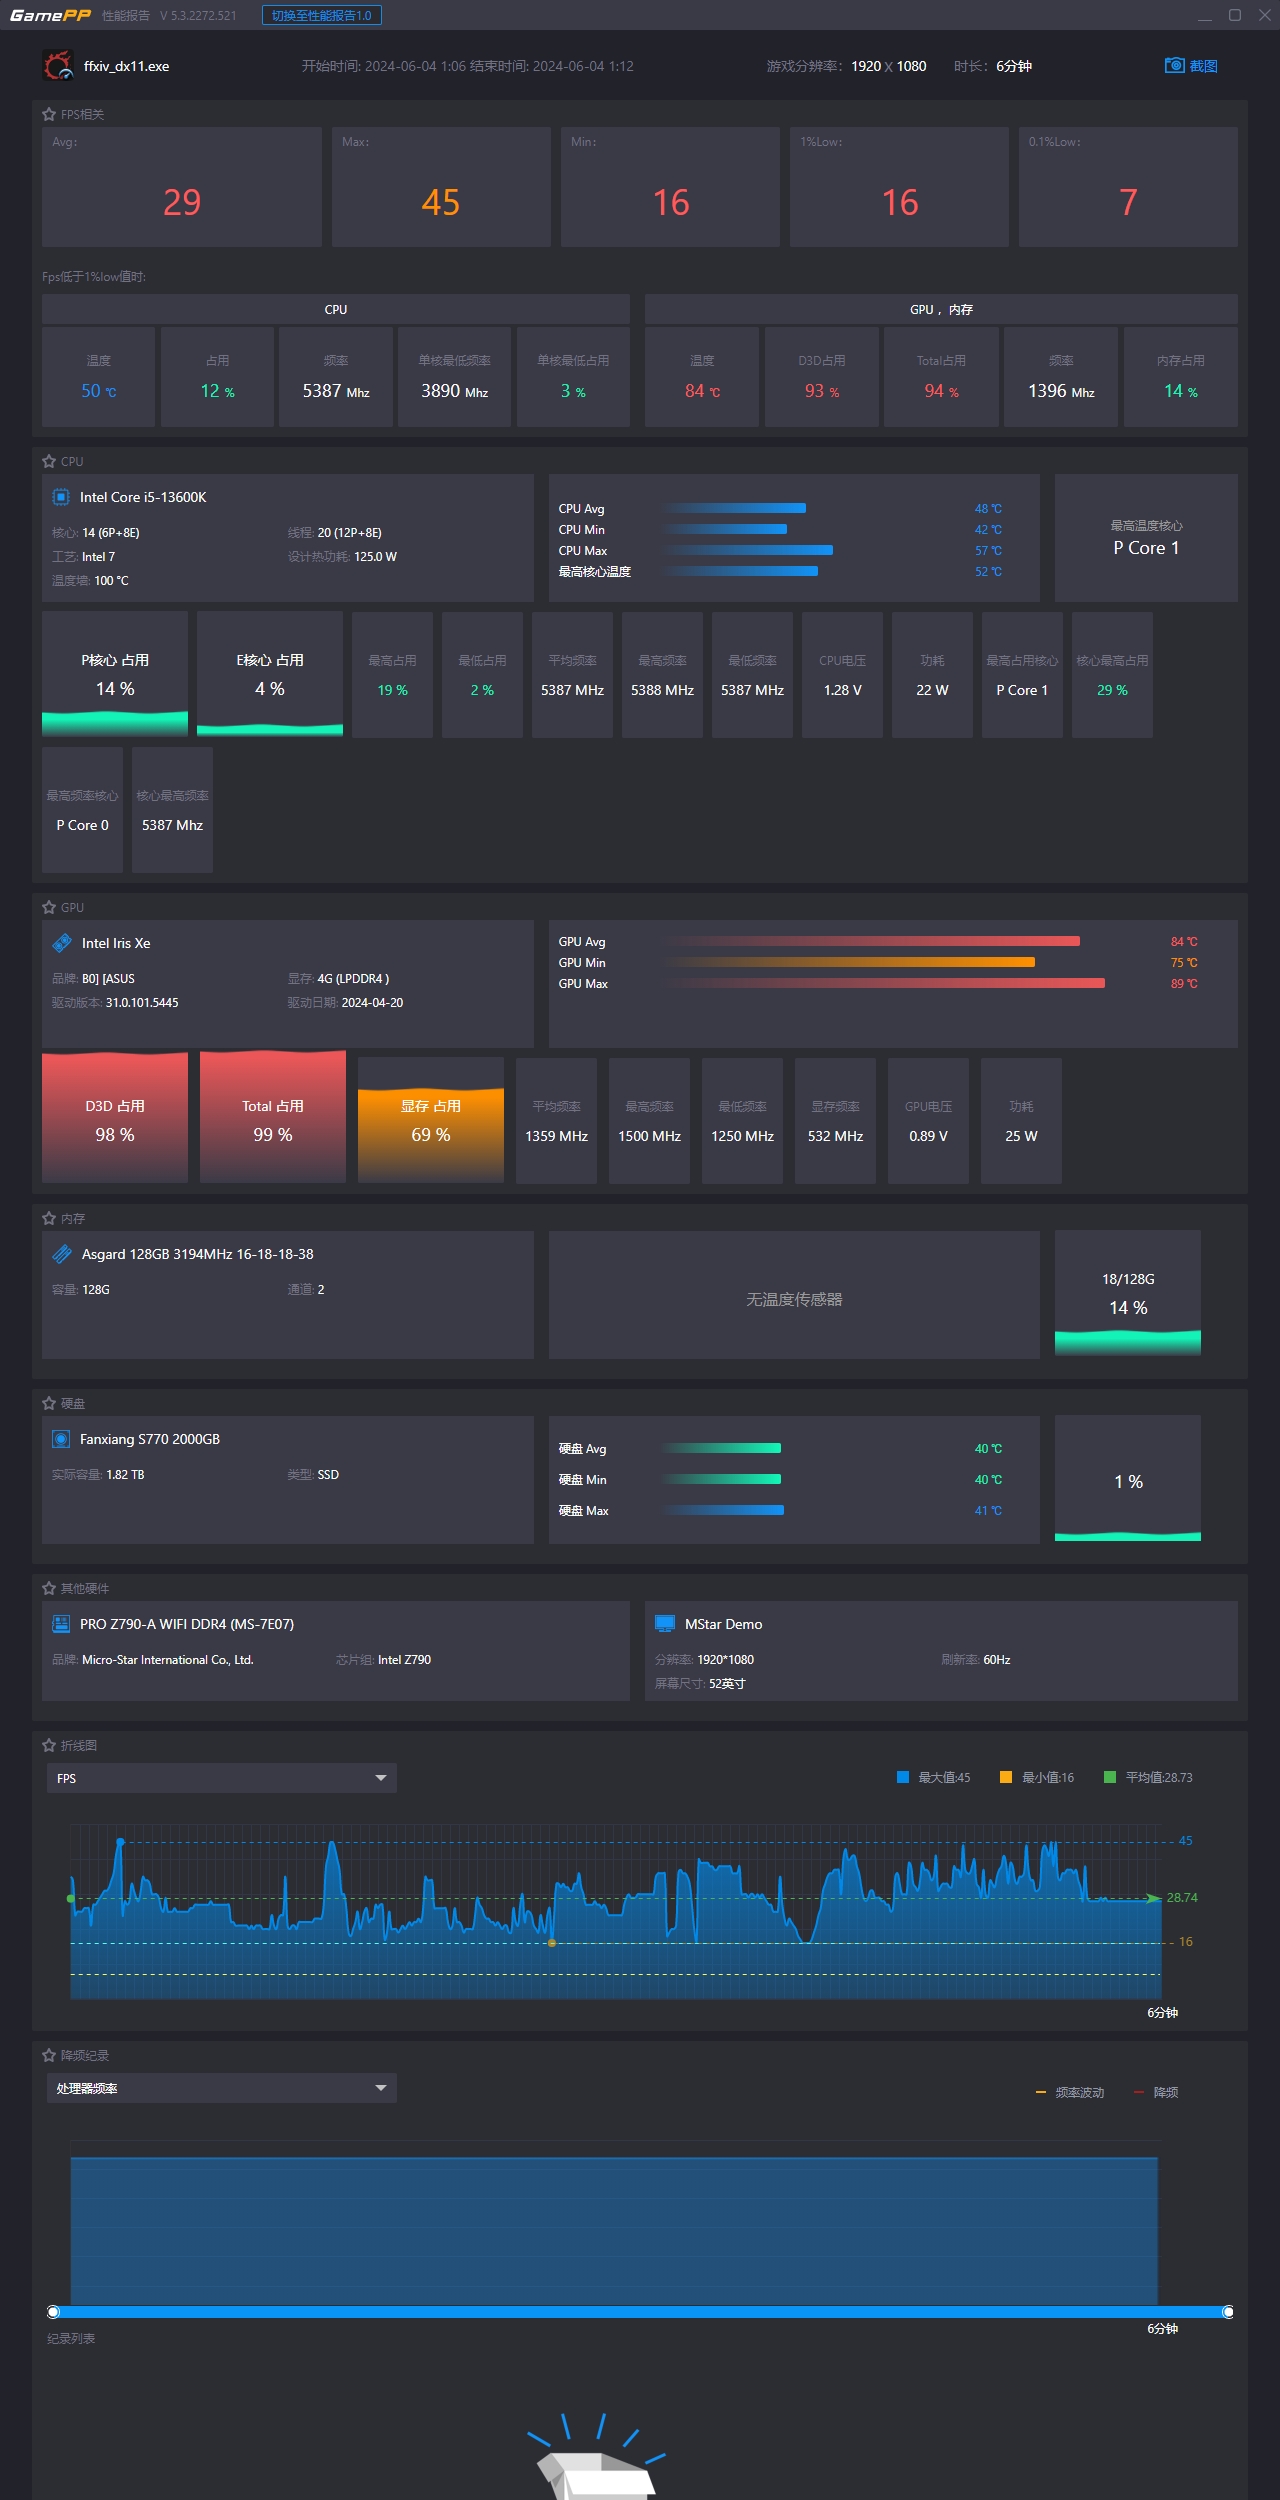 GamePP 性能报告 V 5.3.2272.521 切换至性能报告1.0
ffxiv_dx11.exe 开始时间: 2024-06-04 1:06 结束时间: 2024-06-04 1:12 游戏分辨率: 1920 X 1080 时长: 6分钟 截图
FPS相关
Avg: Max: Min: 1%Low: 0.1%Low:
29 45 16 16 7
Fps低于1%low值时:
CPU GPU，内存
温度 占用 频率 单核最低频率 单核最低占用 温度 D3D占用 Total占用 频率 内存占用
50 ℃ 12 % 5387 Mhz 3890 Mhz 3 % 84 ℃ 93 % 94 % 1396 Mhz 14 %
CPU
Intel Core i5-13600K
核心: 14 (6P+8E) 线程: 20 (12P+8E)
工艺: Intel 7 设计热功耗: 125.0 W
温度墙: 100 °C
CPU Avg 48 ℃
CPU Min 42 ℃
CPU Max 57 ℃
最高核心温度 52 ℃
最高温度核心
P Core 1
P核心 占用 E核心 占用 最高占用 最低占用 平均频率 最高频率 最低频率 CPU电压 功耗 最高占用核心 核心最高占用
14 % 4 % 19 % 2 % 5387 MHz 5388 MHz 5387 MHz 1.28 V 22 W P Core 1 29 %
最高频率核心 核心最高频率
P Core 0 5387 Mhz
GPU
Intel Iris Xe
品牌: B0] [ASUS 显存: 4G (LPDDR4 )
驱动版本: 31.0.101.5445 驱动日期: 2024-04-20
GPU Avg 84 ℃
GPU Min 75 ℃
GPU Max 89 ℃
D3D 占用 Total 占用 显存 占用 平均频率 最高频率 最低频率 显存频率 GPU电压 功耗
98 % 99 % 69 % 1359 MHz 1500 MHz 1250 MHz 532 MHz 0.89 V 25 W
内存
Asgard 128GB 3194MHz 16-18-18-38
容量: 128G 通道: 2
无温度传感器
18/128G
14 %
硬盘
Fanxiang S770 2000GB
实际容量: 1.82 TB 类型: SSD
硬盘 Avg 40 ℃
硬盘 Min 40 ℃
硬盘 Max 41 ℃
1 %
其他硬件
PRO Z790-A WIFI DDR4 (MS-7E07)
品牌: Micro-Star International Co., Ltd. 芯片组: Intel Z790
MStar Demo
分辨率: 1920*1080 刷新率: 60Hz
屏幕尺寸: 52英寸
折线图
FPS 最大值:45 最小值:16 平均值:28.73
45
28.74
16
6分钟
降频纪录
处理器频率 频率波动 降频
6分钟
纪录列表